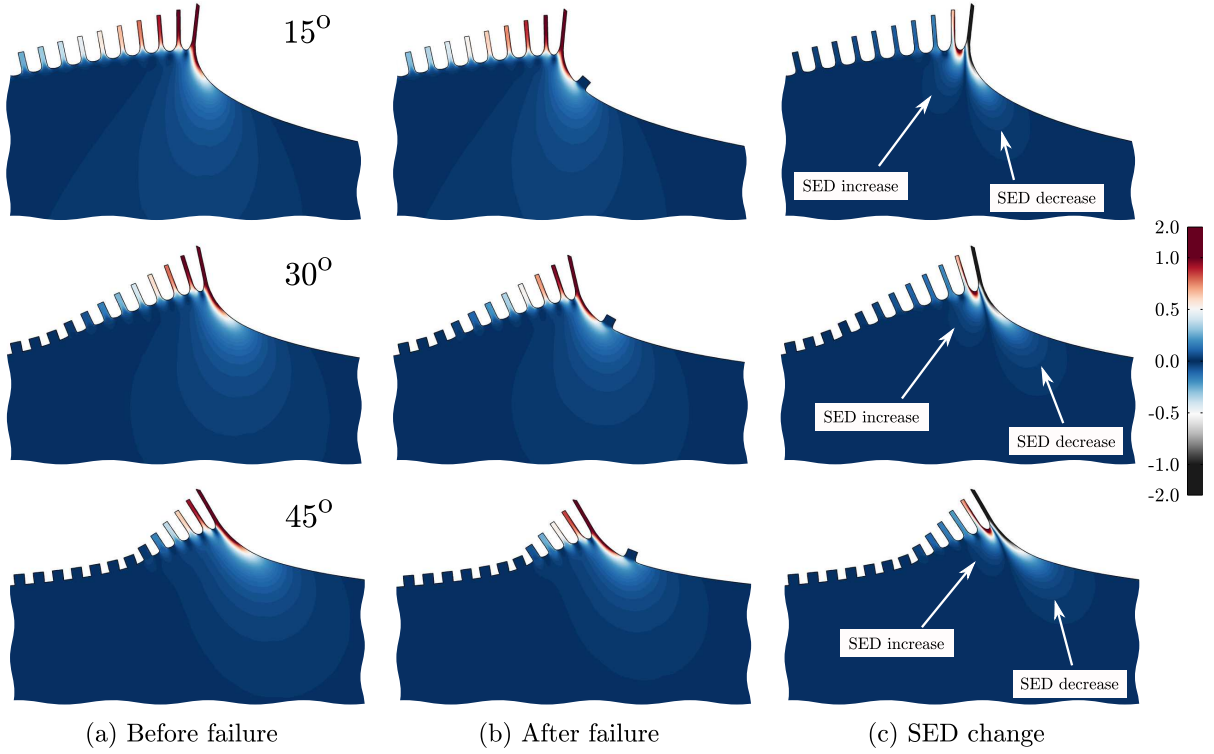 15°
SED increase
SED decrease
30°
SED increase
SED decrease
2.0
1.0
0.5
0.0
-0.5
-1.0
-2.0
45°
SED increase
SED decrease
(a) Before failure
(b) After failure
(c) SED change